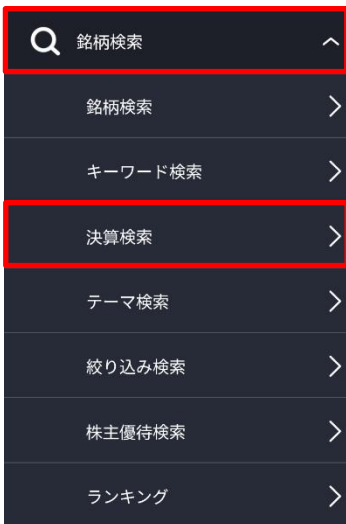 銘柄検索
銘柄検索
キーワード検索
決算検索
テーマ検索
絞り込み検索
株主優待検索
ランキング